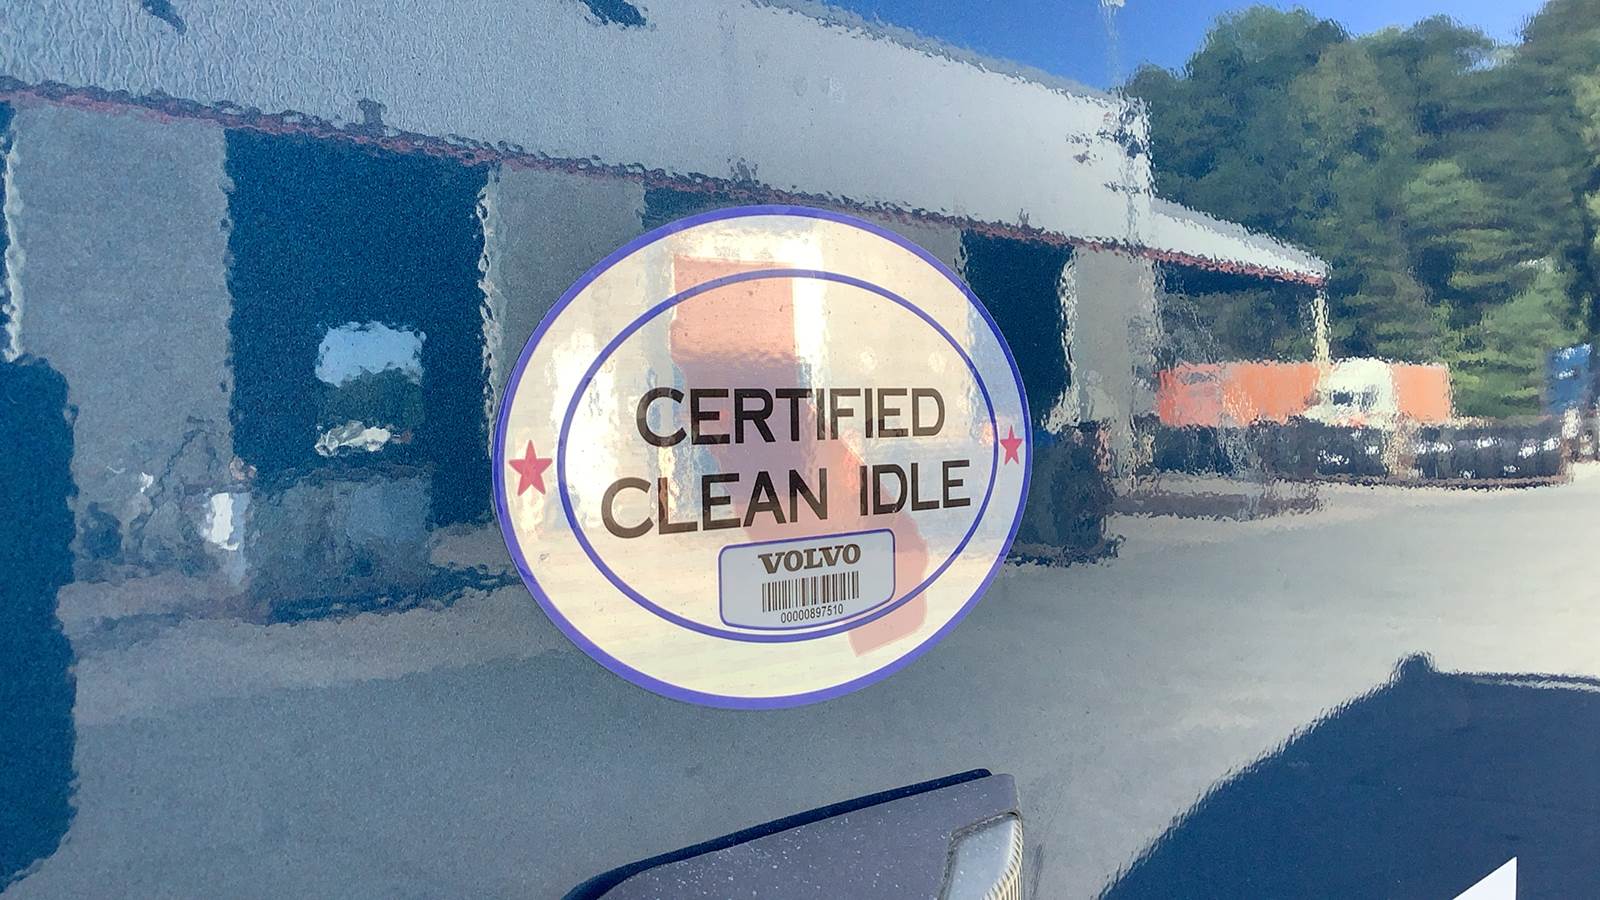 CERTIFIED
CLEAN IDLE
VOLVO
00000897510